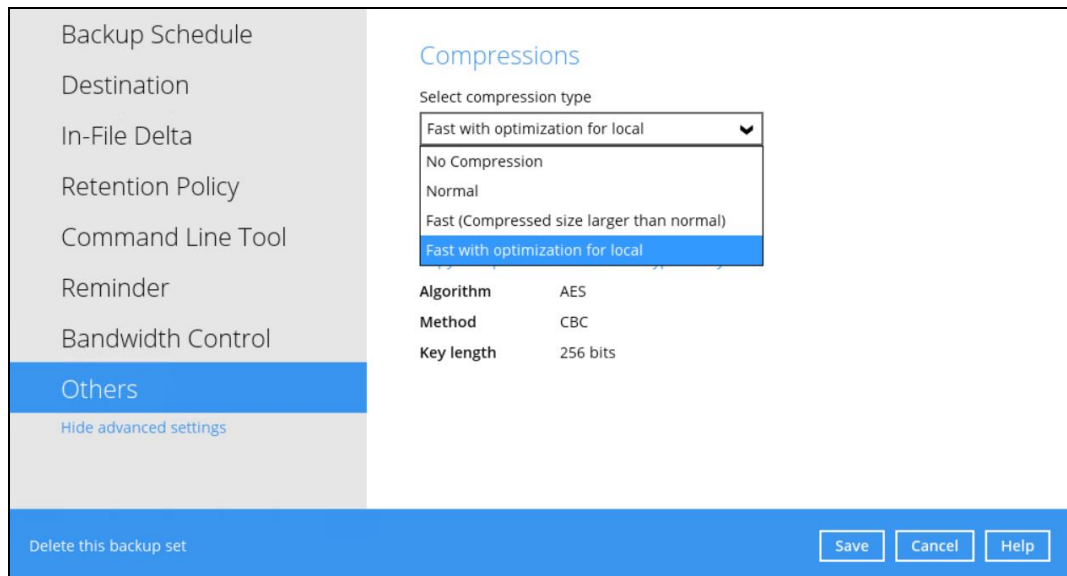 Backup Schedule
Destination
In-File Delta
Retention Policy
Command Line Tool
Reminder
Bandwidth Control
Others
Hide advanced settings
Compressions
Select compression type
Fast with optimization for local
No Compression
Normal
Fast (Compressed size larger than normal)
Fast with optimization for local
Algorithm AES
Method CBC
Key length 256 bits
Delete this backup set
Save Cancel Help